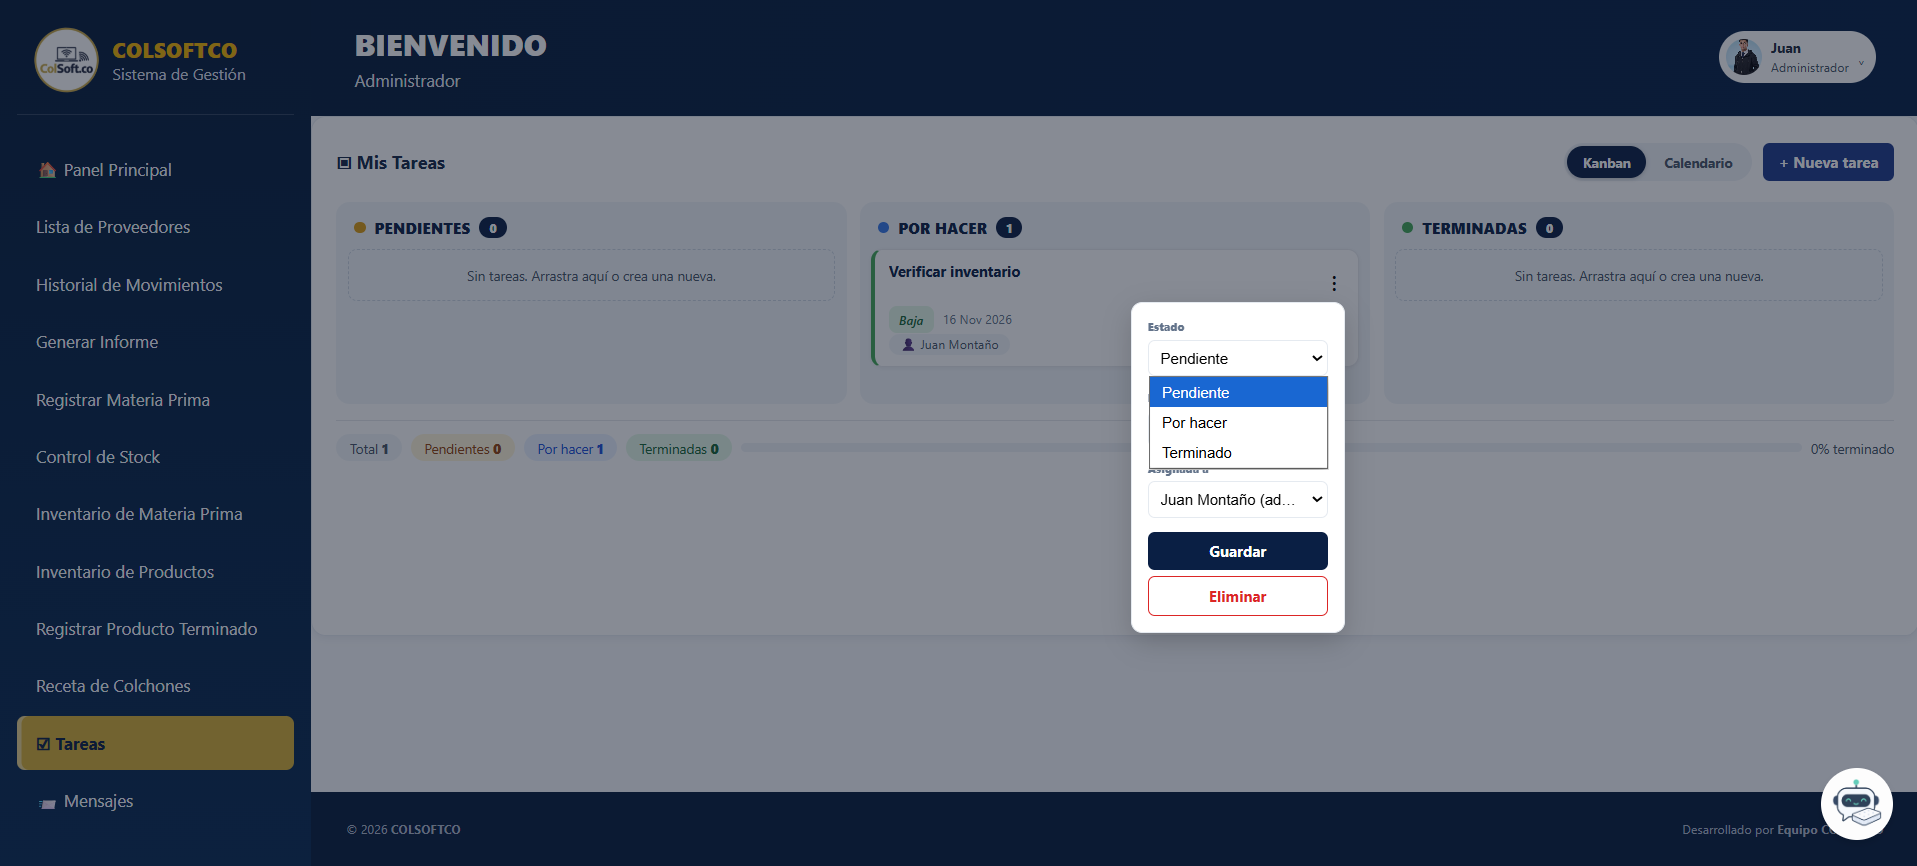 ColSoft.co
COLSOFTCO
Sistema de Gestión
BIENVENIDO
Administrador
Juan
Administrador
Panel Principal
Lista de Proveedores
Historial de Movimientos
Generar Informe
Registrar Materia Prima
Control de Stock
Inventario de Materia Prima
Inventario de Productos
Registrar Producto Terminado
Receta de Colchones
Tareas
Mensajes
Mis Tareas
Kanban
Calendario
+ Nueva tarea
PENDIENTES 0
Sin tareas. Arrastra aquí o crea una nueva.
POR HACER 1
Verificar inventario
Baja 16 Nov 2026
Juan Montaño
TERMINADAS 0
Sin tareas. Arrastra aquí o crea una nueva.
Total 1
Pendientes 0
Por hacer 1
Terminadas 0
0% terminado
Estado
Pendiente
Pendiente
Por hacer
Terminado
Asignada a
Juan Montaño (ad...
Guardar
Eliminar
© 2026 COLSOFTCO
Desarrollado por Equipo